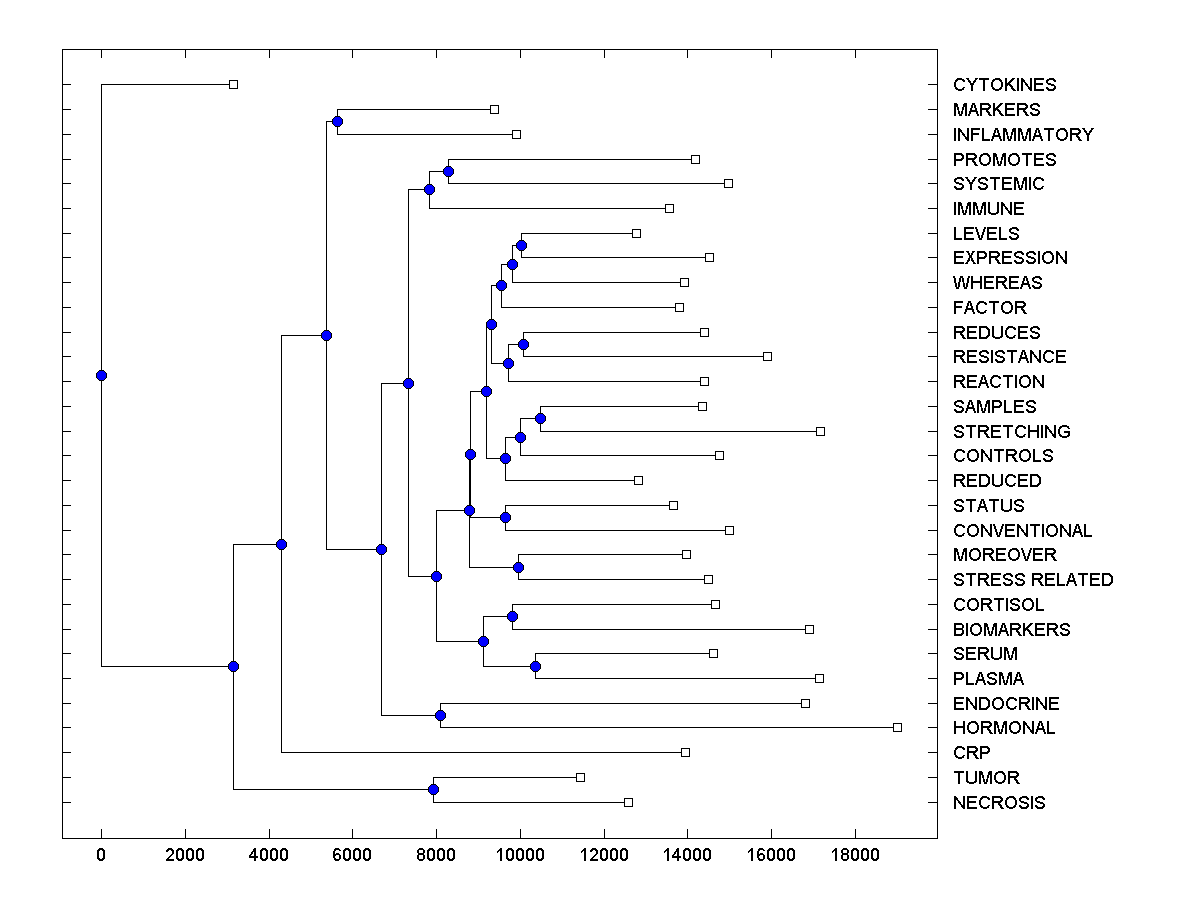 CYTOKINES
MARKERS
INFLAMMATORY
PROMOTES
SYSTEMIC
IMMUNE
LEVELS
EXPRESSION
WHEREAS
FACTOR
REDUCES
RESISTANCE
REACTION
SAMPLES
STRETCHING
CONTROLS
REDUCED
STATUS
CONVENTIONAL
MOREOVER
STRESS RELATED
CORTISOL
BIOMARKERS
SERUM
PLASMA
ENDOCRINE
HORMONAL
CRP
TUMOR
NECROSIS
0 2000 4000 6000 8000 10000 12000 14000 16000 18000